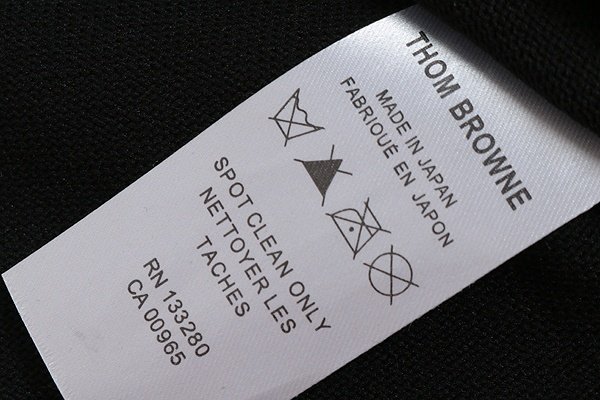 THOM BROWNE
MADE IN JAPAN
FABRIQUÉ EN JAPON
SPOT CLEAN ONLY
NETTOYER LES
TACHES
RN 133280
CA 00965